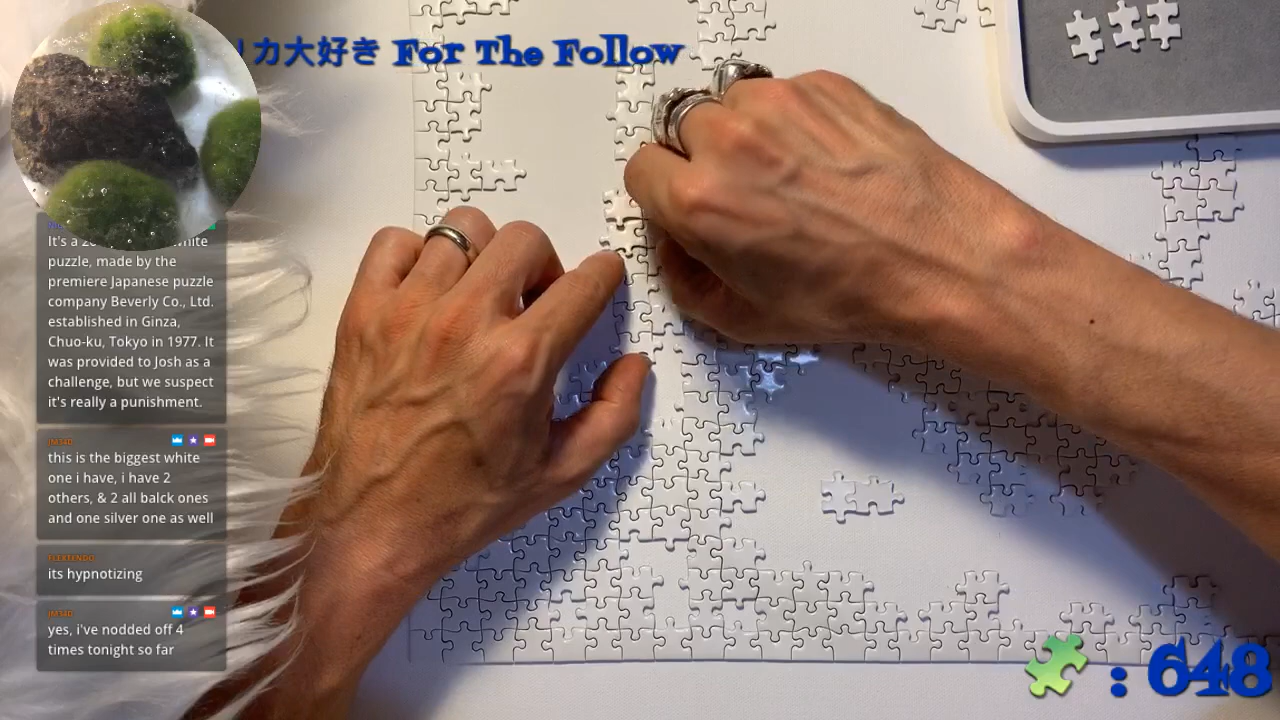 リカ大好き For The Follow
It's a
white
puzzle, made by the
premiere Japanese puzzle
company Beverly Co., Ltd.
established in Ginza,
Chuo-ku, Tokyo in 1977. It
was provided to Josh as a
challenge, but we suspect
it's really a punishment.
this is the biggest white
one i have, i have 2
others, & 2 all balck ones
and one silver one as well
its hypnotizing
yes, i've nodded off 4
times tonight so far
: 648